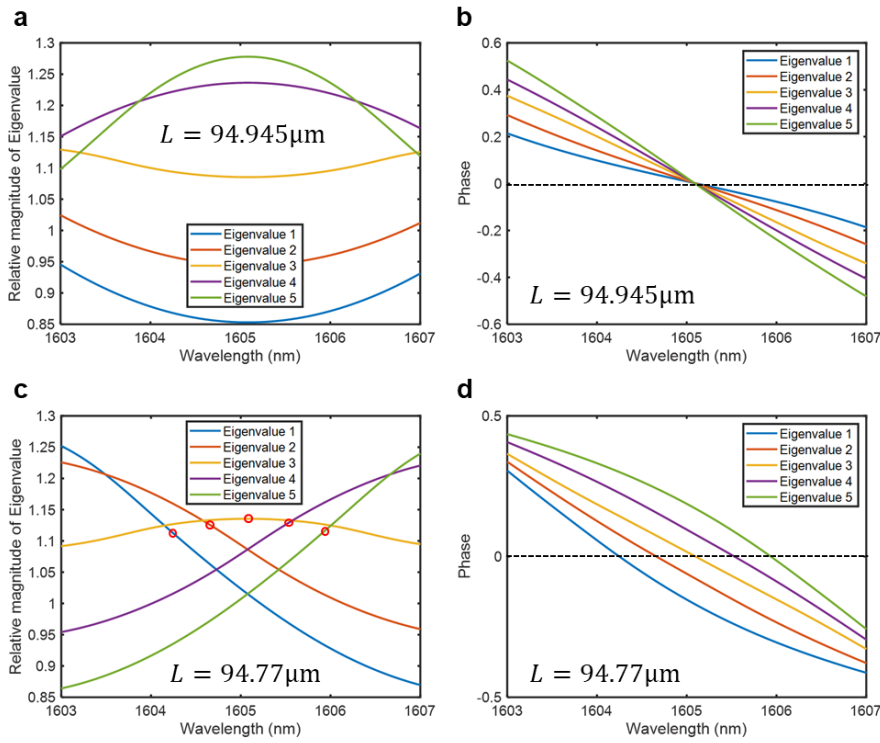 a
Relative magnitude of Eigenvalue
1.3
1.25
1.2
1.15
1.1
1.05
1
0.95
0.9
0.85
L = 94.945μm
Eigenvalue 1
Eigenvalue 2
Eigenvalue 3
Eigenvalue 4
Eigenvalue 5
1603
1604
1605
1606
1607
Wavelength (nm)
b
Phase
0.6
0.4
0.2
0
-0.2
-0.4
-0.6
Eigenvalue 1
Eigenvalue 2
Eigenvalue 3
Eigenvalue 4
Eigenvalue 5
L = 94.945μm
1603
1604
1605
1606
1607
Wavelength (nm)
c
Relative magnitude of Eigenvalue
1.3
1.25
1.2
1.15
1.1
1.05
1
0.95
0.9
0.85
Eigenvalue 1
Eigenvalue 2
Eigenvalue 3
Eigenvalue 4
Eigenvalue 5
L = 94.77μm
1603
1604
1605
1606
1607
Wavelength (nm)
d
Phase
0.5
0
-0.5
Eigenvalue 1
Eigenvalue 2
Eigenvalue 3
Eigenvalue 4
Eigenvalue 5
L = 94.77μm
1603
1604
1605
1606
1607
Wavelength (nm)